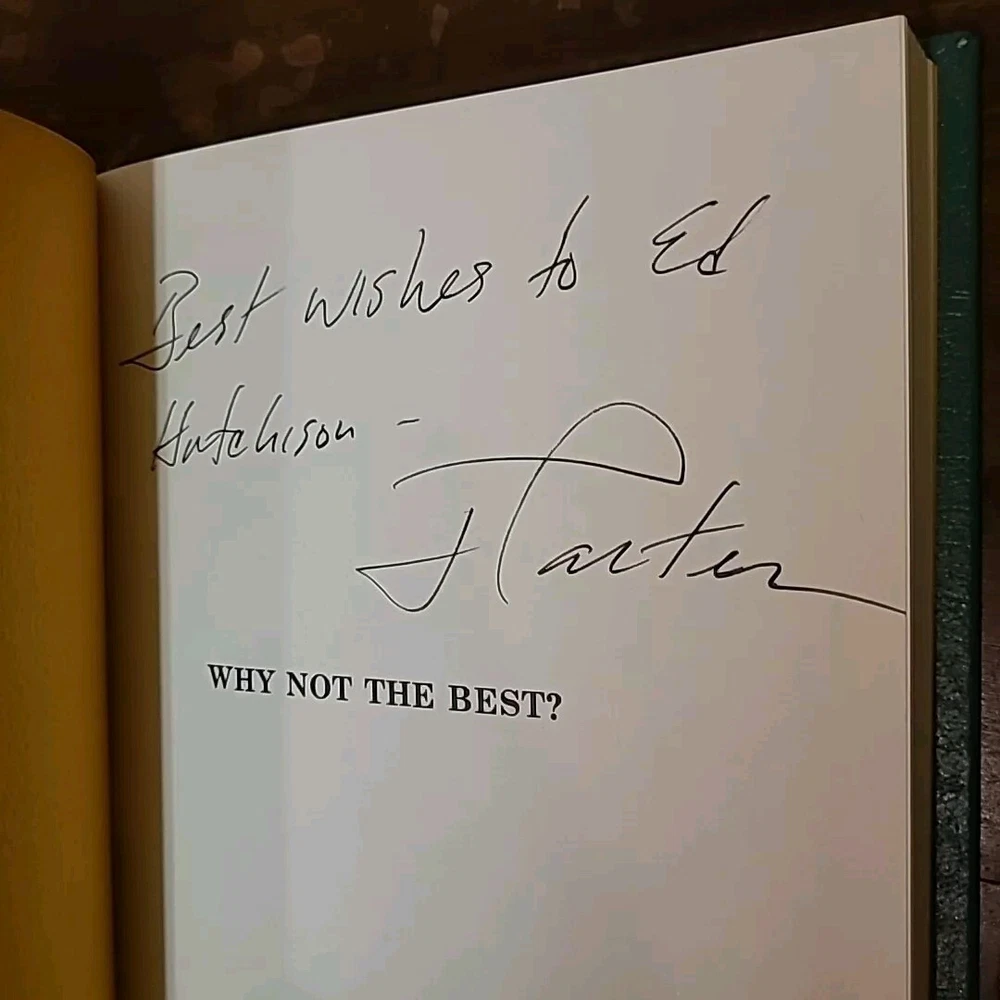 Best wishes to Ed
Hutchison -
J Carter
WHY NOT THE BEST?